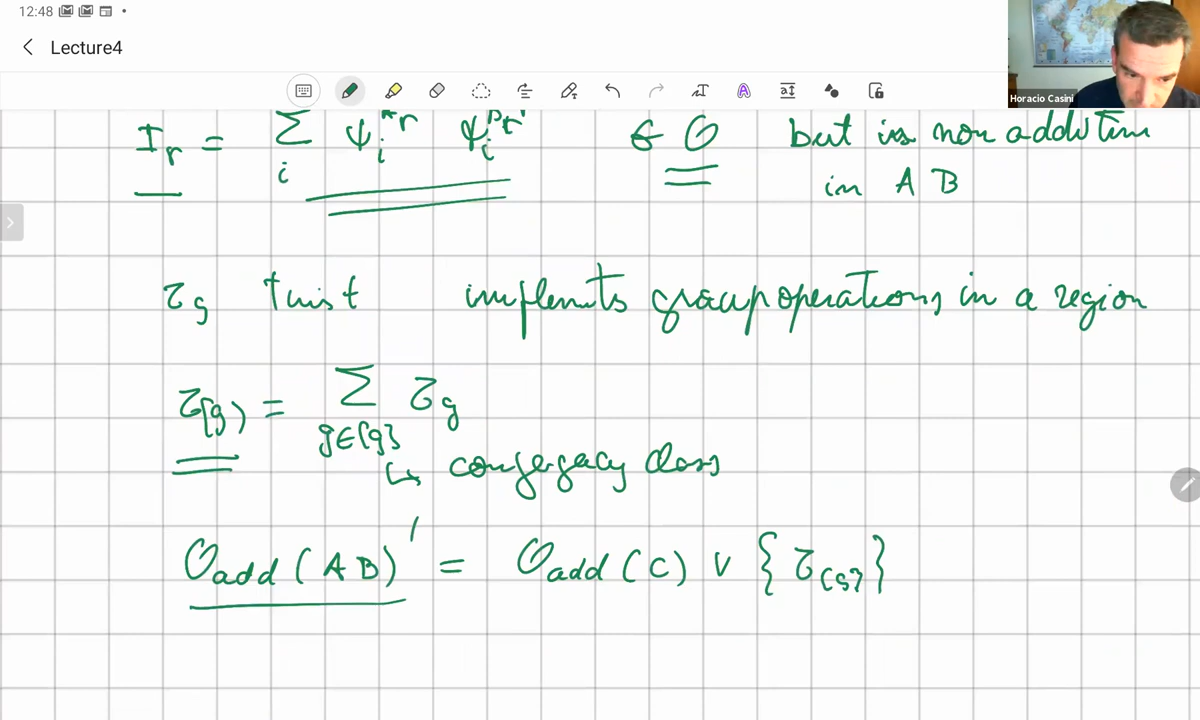 12:48
Lecture4
Horacio Casini
I_r = Σ_i ψ_i^{A r} ψ_i^{B r'} ∈ O but is non additive
in A B
τ_g twist implements group operations in a region
τ_{[g]} = Σ_{g∈[g]} τ_g
↳ conjugacy class
O_add (A B)' = O_add (C) ∨ { τ_{[g]} }